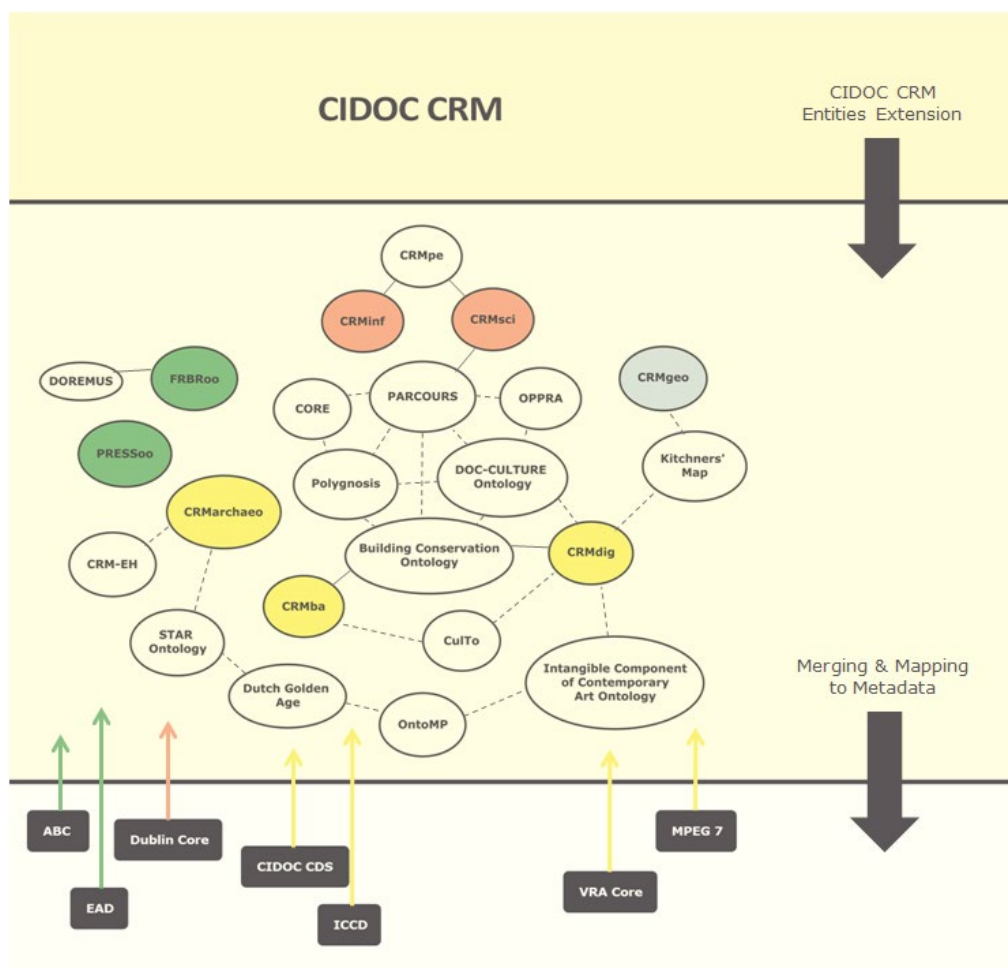 CIDOC CRM
CIDOC CRM
Entities Extension
CRMpe
CRMinf
CRMsci
DOREMUS
FRBRoo
CORE
PARCOURS
OPPRA
CRMgeo
PRESSoo
Polygnosis
DOC-CULTURE
Ontology
Kitchners'
Map
CRMarchaeo
CRM-EH
Building Conservation
Ontology
CRMdig
CRMba
STAR
Ontology
CulTo
Intangible Component
of Contemporary
Art Ontology
Dutch Golden
Age
OntoMP
Merging & Mapping
to Metadata
ABC
Dublin Core
CIDOC CDS
MPEG 7
EAD
ICCD
VRA Core